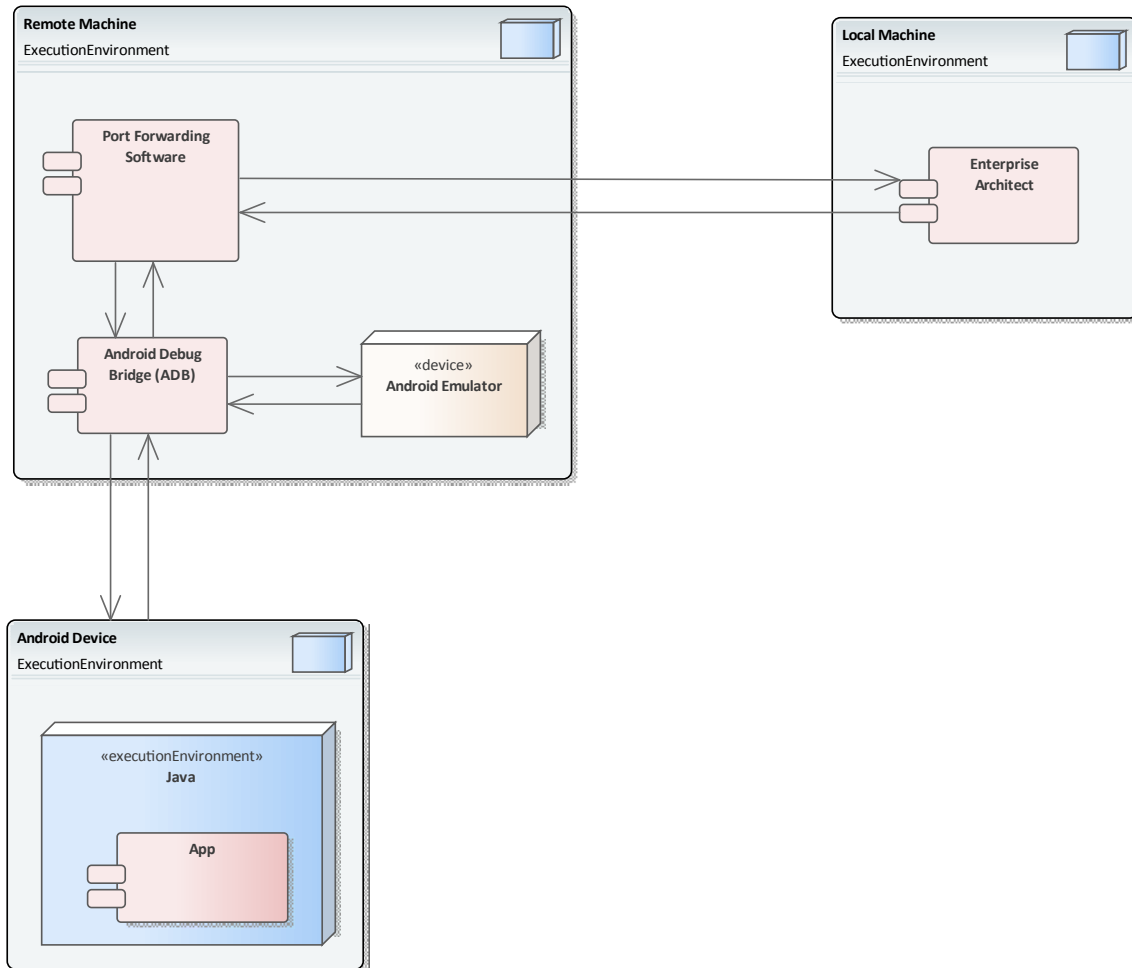 Remote Machine
ExecutionEnvironment
Port Forwarding
Software
Android Debug
Bridge (ADB)
«device»
Android Emulator
Local Machine
ExecutionEnvironment
Enterprise
Architect
Android Device
ExecutionEnvironment
«executionEnvironment»
Java
App